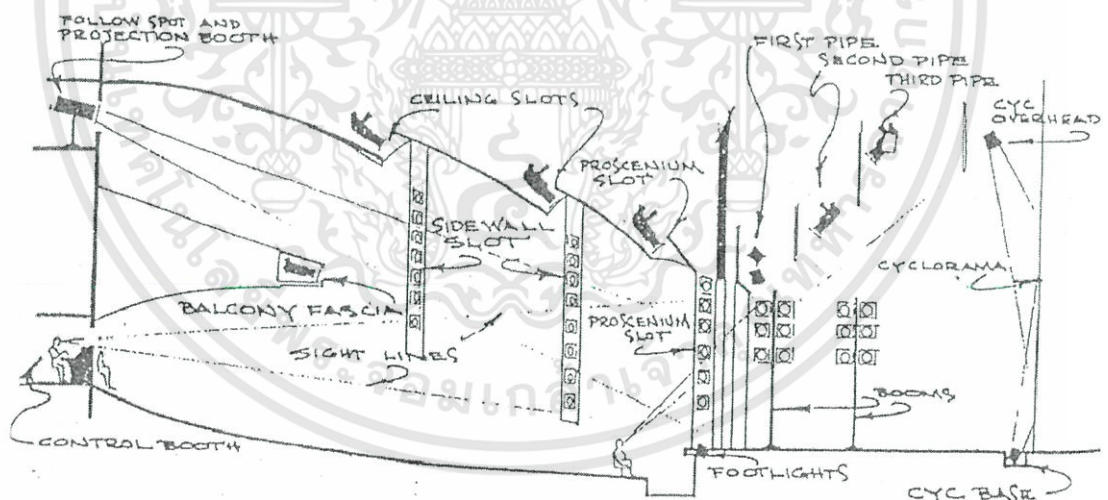 FOLLOW SPOT AND
PROJECTION BOOTH
CEILING SLOTS
FIRST PIPE
SECOND PIPE
THIRD PIPE
CYC
OVERHEAD
PROSCENIUM
SLOT
SIDEWALL
SLOT
CYCLORAMA
BALCONY FASCIA
PROSCENIUM
SLOT
SIGHT LINES
BOOMS
CONTROL BOOTH
FOOTLIGHTS
CYC BASE